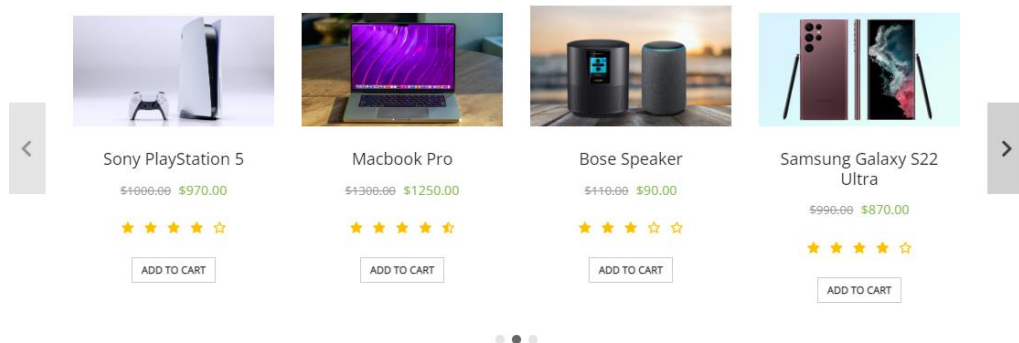 Sony PlayStation 5
$1000.00 $970.00
ADD TO CART
Macbook Pro
$1300.00 $1250.00
ADD TO CART
Bose Speaker
$110.00 $90.00
ADD TO CART
Samsung Galaxy S22
Ultra
$990.00 $870.00
ADD TO CART